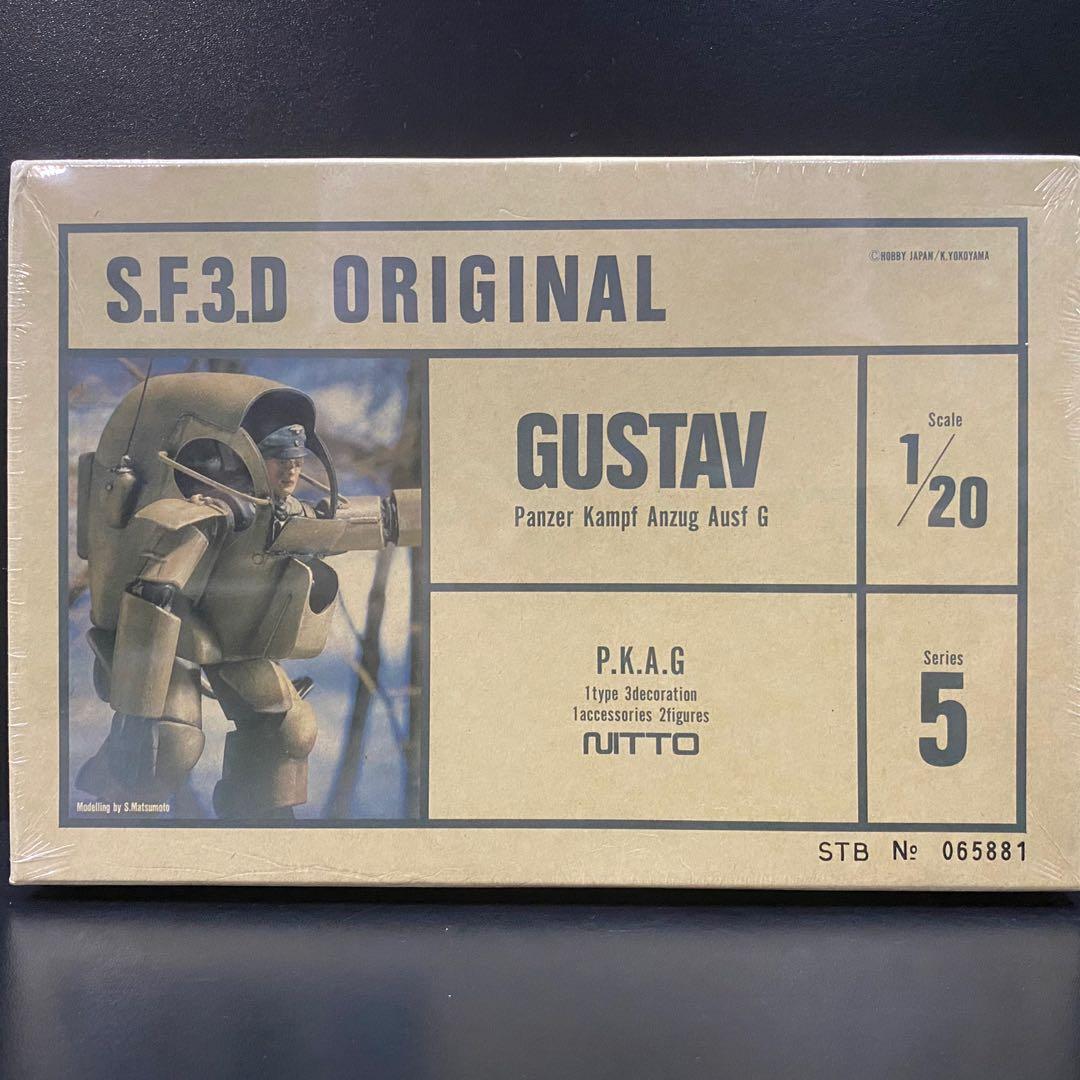 S.F.3.D ORIGINAL
©HOBBY JAPAN/K.YOKOYAMA
GUSTAV
Panzer Kampf Anzug Ausf G
Scale
1/20
P.K.A.G
1type 3decoration
1accessories 2figures
NITTO
Series
5
Modelling by S.Matsumoto
STB № 065881